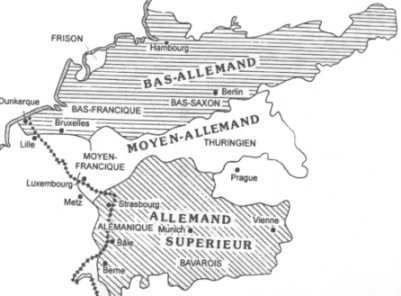 FRISON
Hambourg
BAS-ALLEMAND
Berlin
Dunkerque
BAS-FRANCIQUE
BAS-SAXON
Bruxelles
MOYEN-ALLEMAND
Lille
THURINGIEN
MOYEN-
FRANCIQUE
Prague
Luxembourg
Metz
Strasbourg
ALLEMAND
Vienne
ALÉMANIQUE
Munich
Bâle
SUPERIEUR
BAVAROIS
Berne